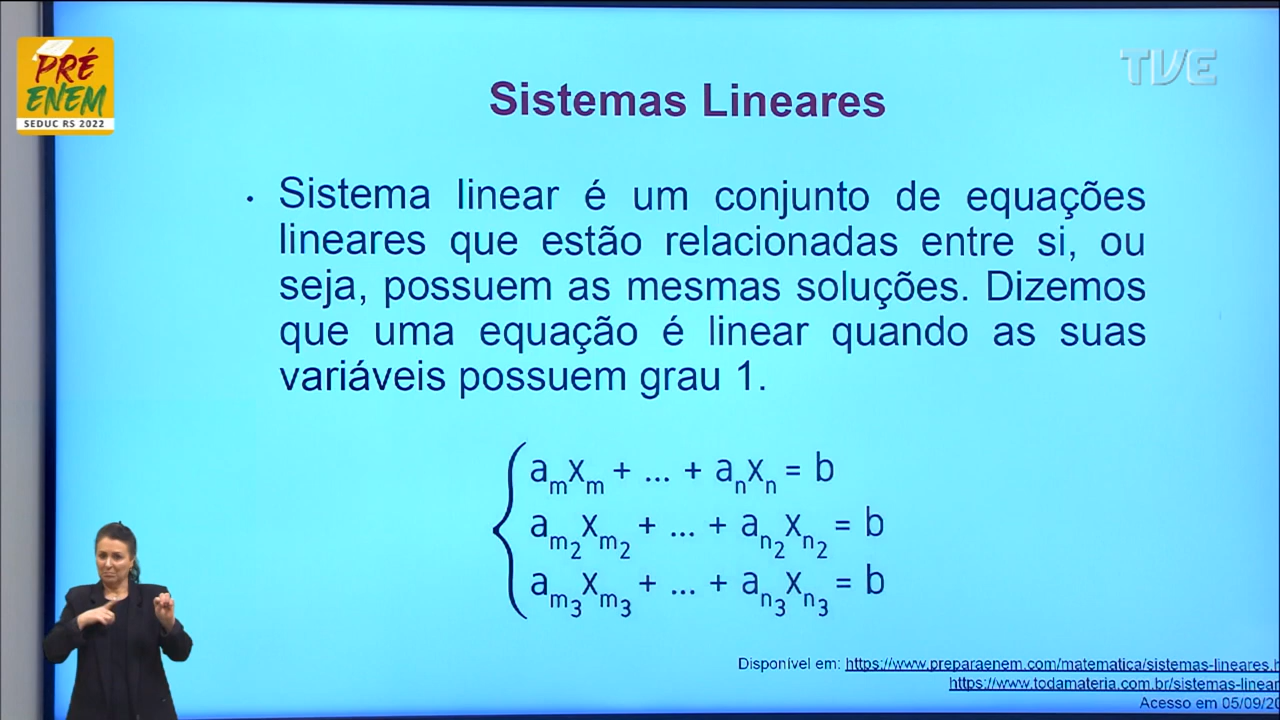 PRÉ
ENEM
SEDUC RS 2022
TVE
Sistemas Lineares
• Sistema linear é um conjunto de equações
lineares que estão relacionadas entre si, ou
seja, possuem as mesmas soluções. Dizemos
que uma equação é linear quando as suas
variáveis possuem grau 1.
aₘxₘ + ... + aₙxₙ = b
aₘ₂xₘ₂ + ... + aₙ₂xₙ₂ = b
aₘ₃xₘ₃ + ... + aₙ₃xₙ₃ = b
Disponível em: https://www.preparaenem.com/matematica/sistemas-lineares.h
https://www.todamateria.com.br/sistemas-linear
Acesso em 05/09/20